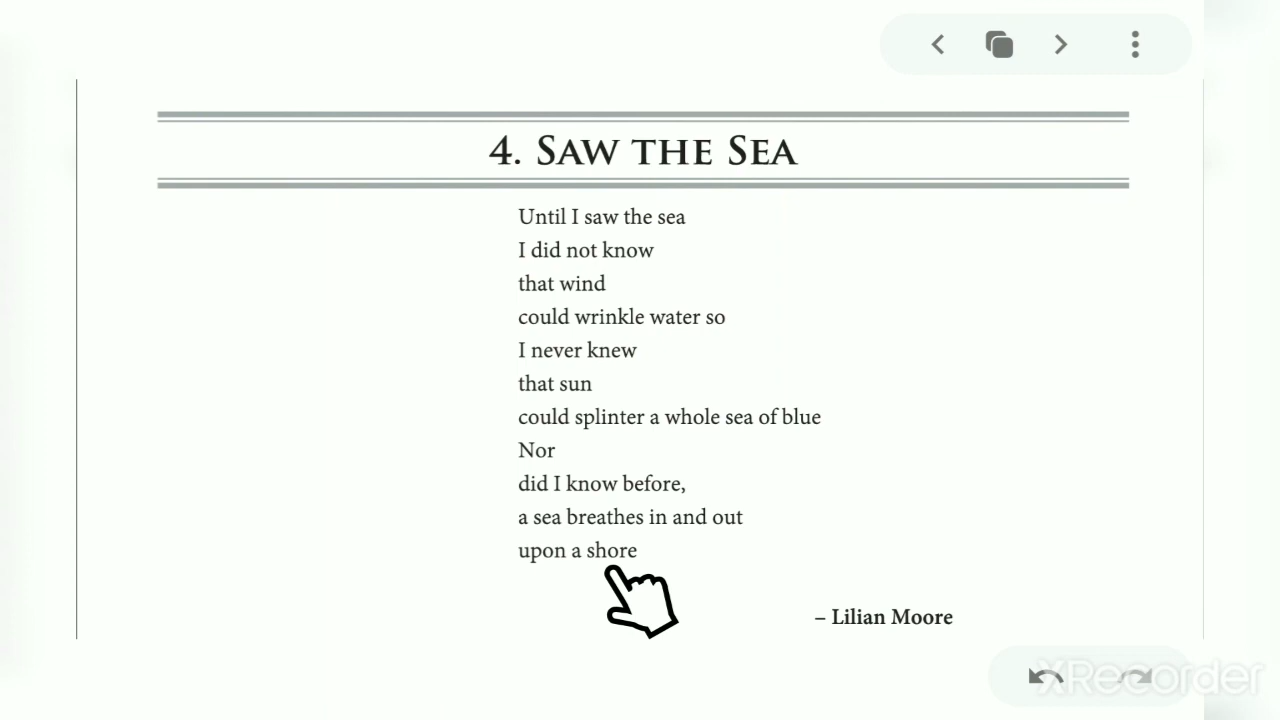 4. Saw the Sea
Until I saw the sea
I did not know
that wind
could wrinkle water so
I never knew
that sun
could splinter a whole sea of blue
Nor
did I know before,
a sea breathes in and out
upon a shore
– Lilian Moore
XRecorder